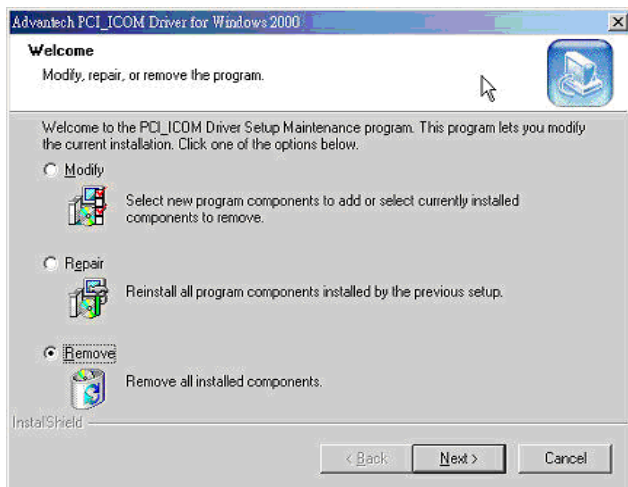 Advantech PCI_ICOM Driver for Windows 2000
Welcome
Modify, repair, or remove the program.
Welcome to the PCI_ICOM Driver Setup Maintenance program. This program lets you modify
the current installation. Click one of the options below.
Modify
Select new program components to add or select currently installed
components to remove.
Repair
Reinstall all program components installed by the previous setup.
Remove
Remove all installed components.
InstallShield
< Back
Next >
Cancel